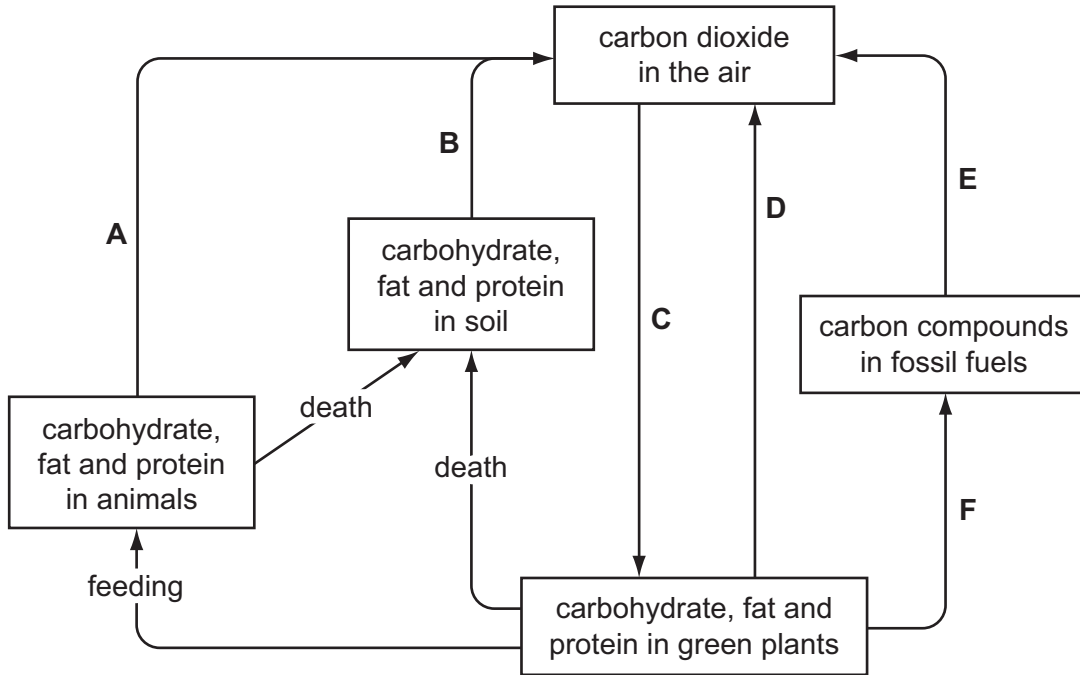 carbon dioxide
in the air
B
E
A
D
carbohydrate,
fat and protein
in soil
C
carbon compounds
in fossil fuels
death
carbohydrate,
fat and protein
in animals
death
F
feeding
carbohydrate, fat and
protein in green plants